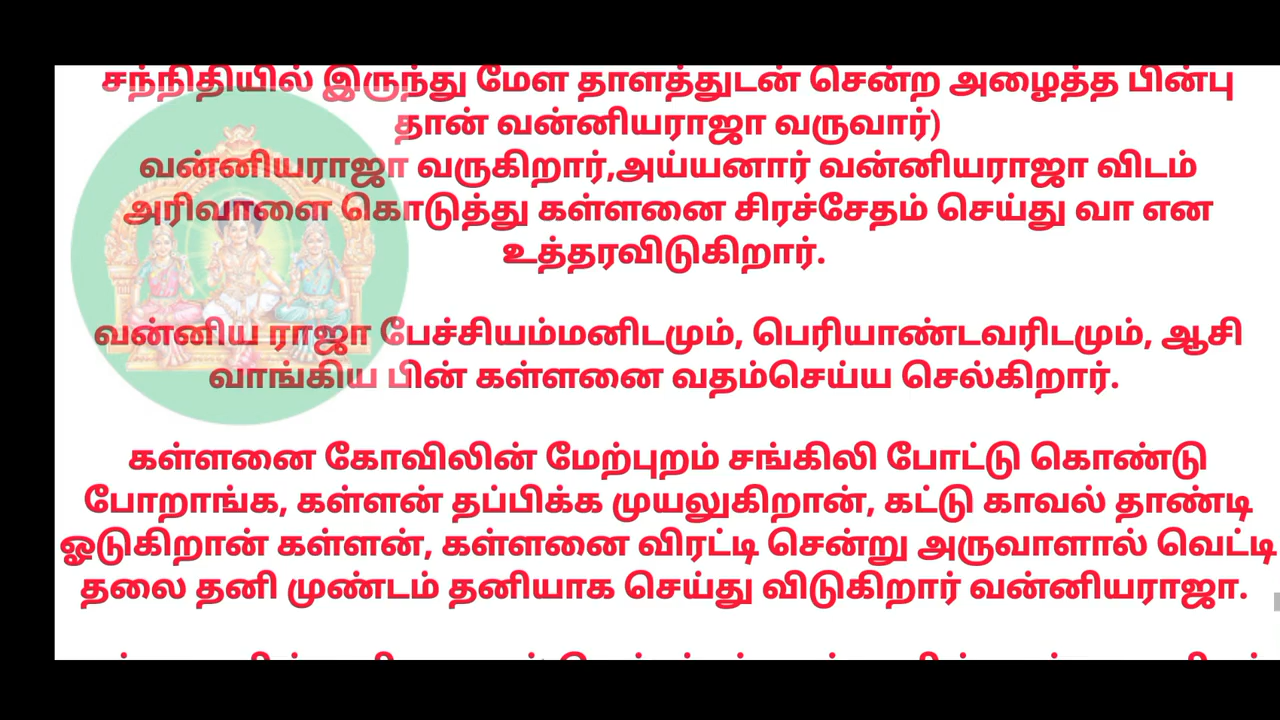 சந்நிதியில் இருந்து மேள தாளத்துடன் சென்ற அழைத்த பின்பு
தான் வன்னியராஜா வருவார்)
வன்னியராஜா வருகிறார்,அய்யனார் வன்னியராஜா விடம்
அரிவாளை கொடுத்து கள்ளனை சிரச்சேதம் செய்து வா என
உத்தரவிடுகிறார்.
வன்னிய ராஜா பேச்சியம்மனிடமும், பெரியாண்டவரிடமும், ஆசி
வாங்கிய பின் கள்ளனை வதம்செய்ய செல்கிறார்.
கள்ளனை கோவிலின் மேற்புறம் சங்கிலி போட்டு கொண்டு
போறாங்க, கள்ளன் தப்பிக்க முயலுகிறான், கட்டு காவல் தாண்டி
ஓடுகிறான் கள்ளன், கள்ளனை விரட்டி சென்று அருவாளால் வெட்டி
தலை தனி முண்டம் தனியாக செய்து விடுகிறார் வன்னியராஜா.